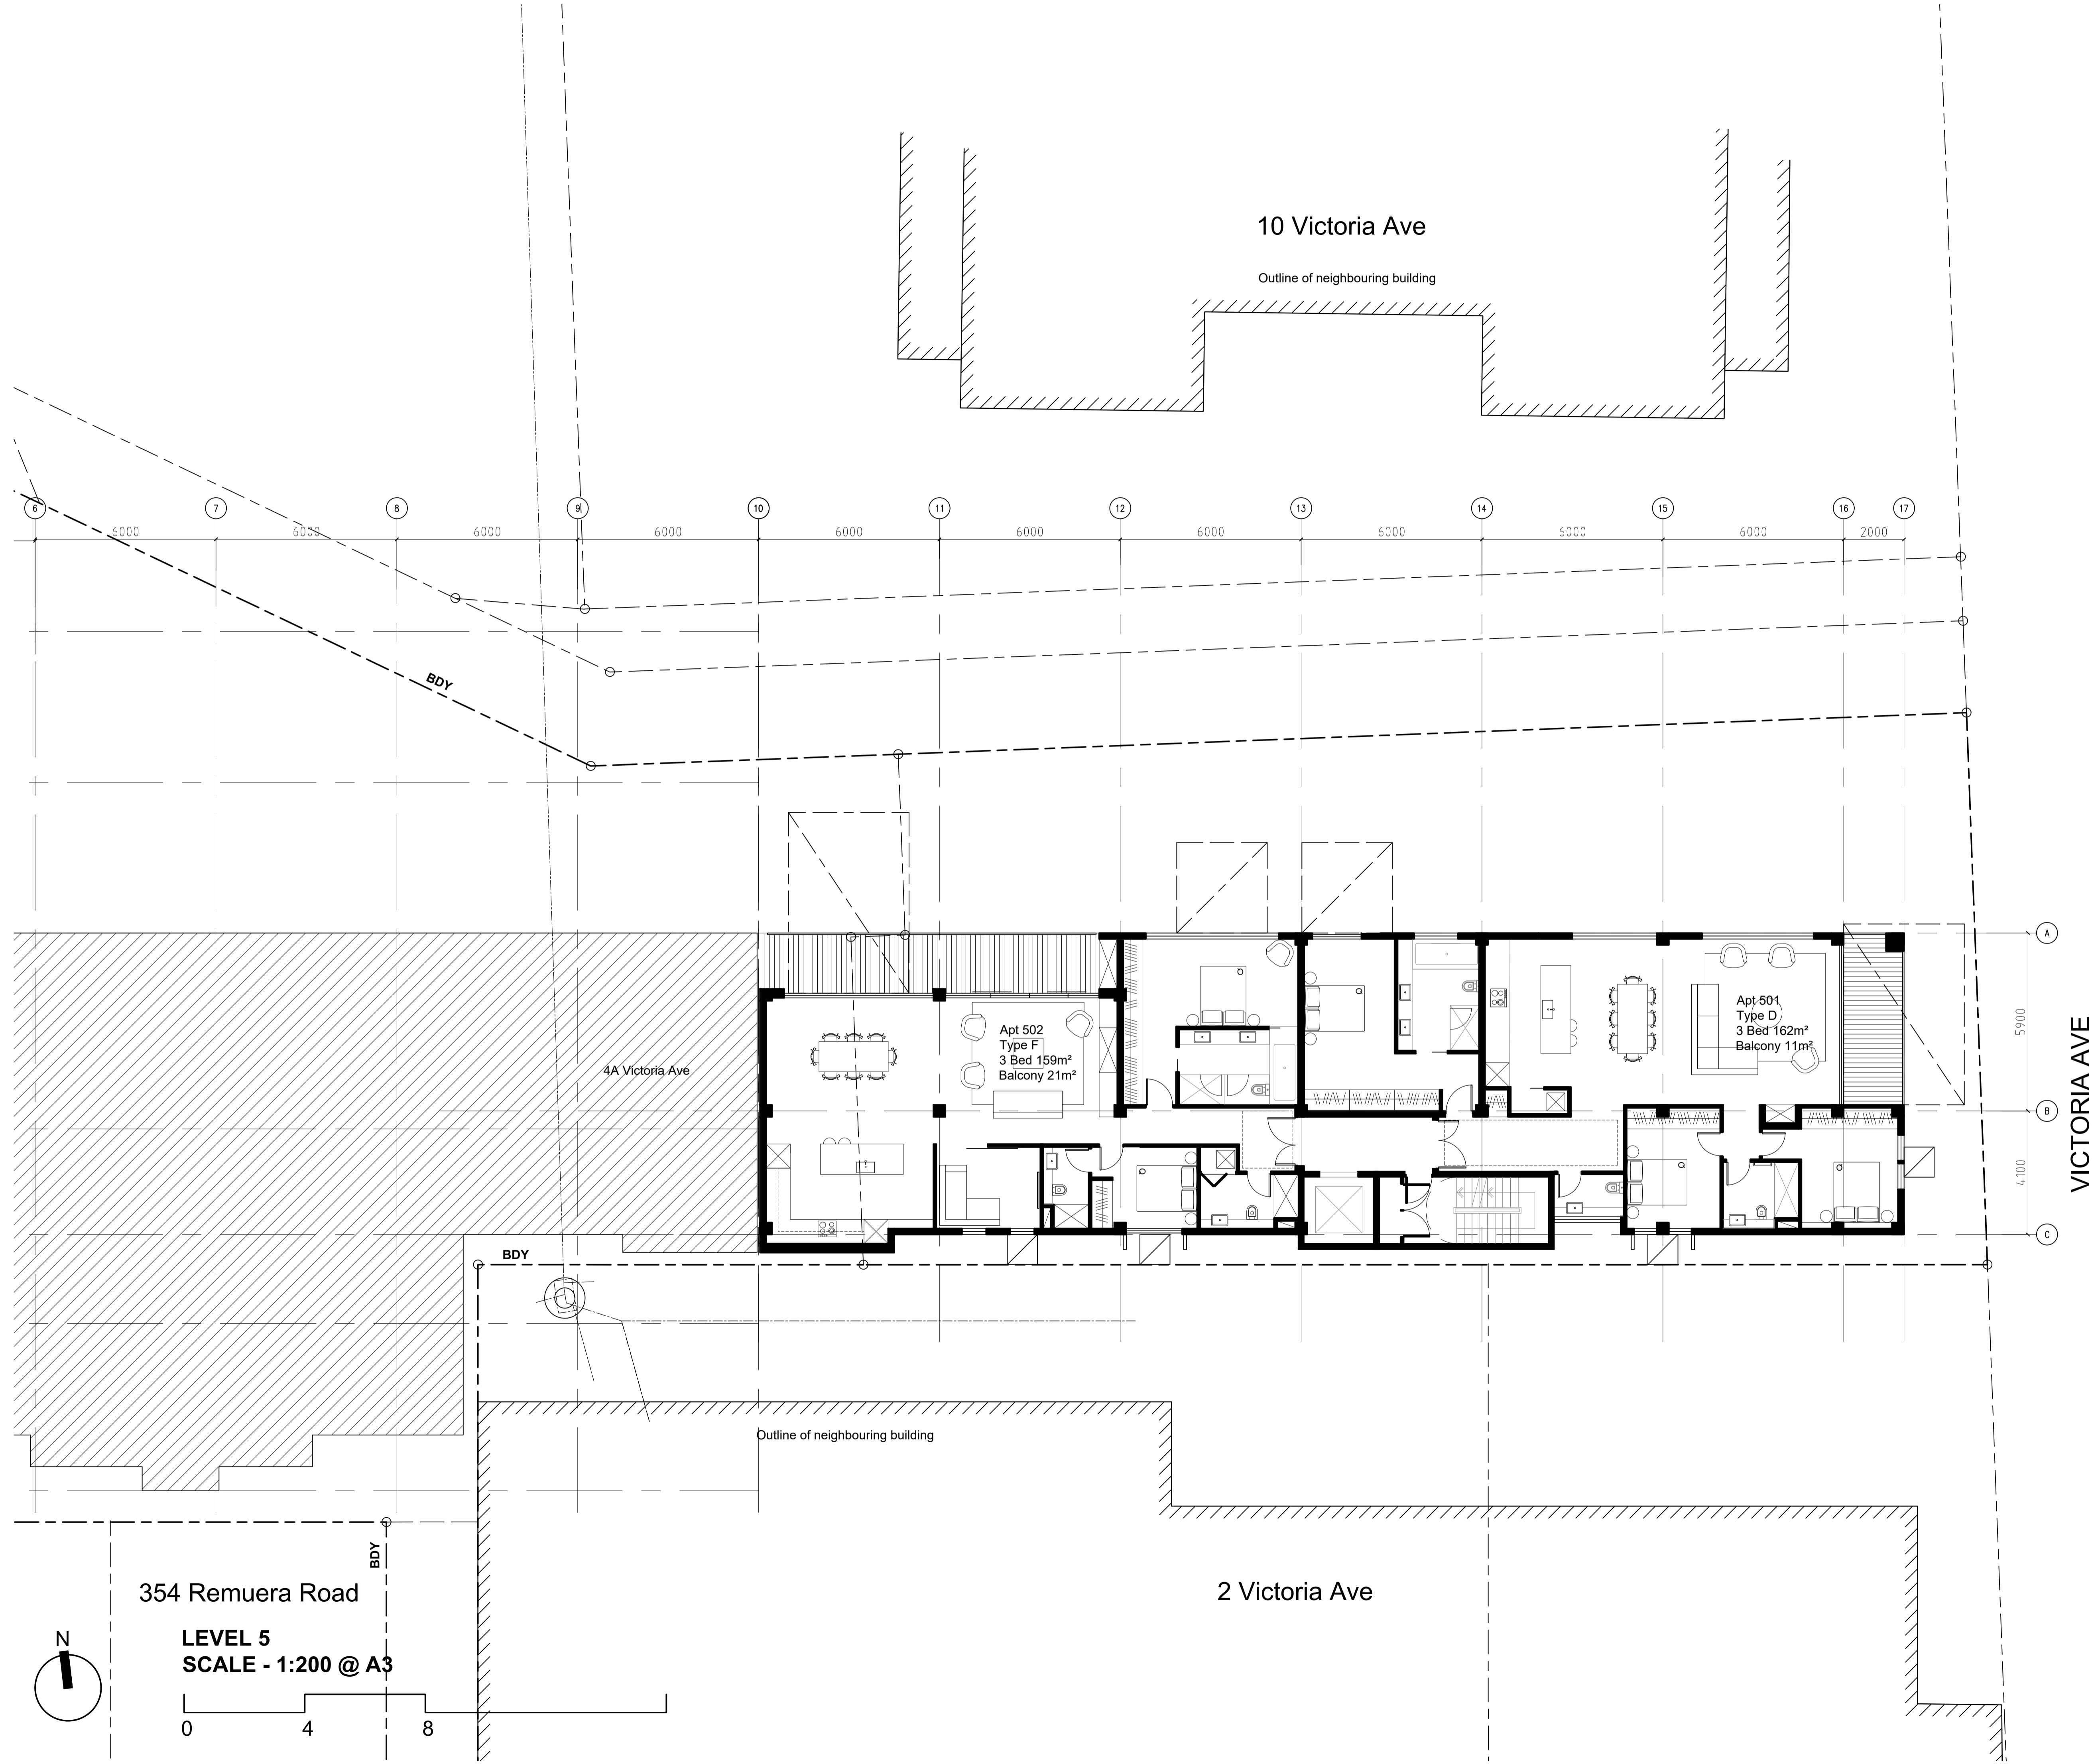 10 Victoria Ave
Outline of neighbouring building
6
7
8
9
10
11
12
13
14
15
16
17
6000
6000
6000
6000
6000
6000
6000
6000
6000
6000
2000
BDY
A
Apt 501
Type D
3 Bed 162m²
Balcony 11m²
5900
Apt 502
Type F
3 Bed 159m²
Balcony 21m²
4A Victoria Ave
B
VICTORIA AVE
4100
C
BDY
Outline of neighbouring building
BDY
354 Remuera Road
2 Victoria Ave
N
LEVEL 5
SCALE - 1:200 @ A3
0
4
8